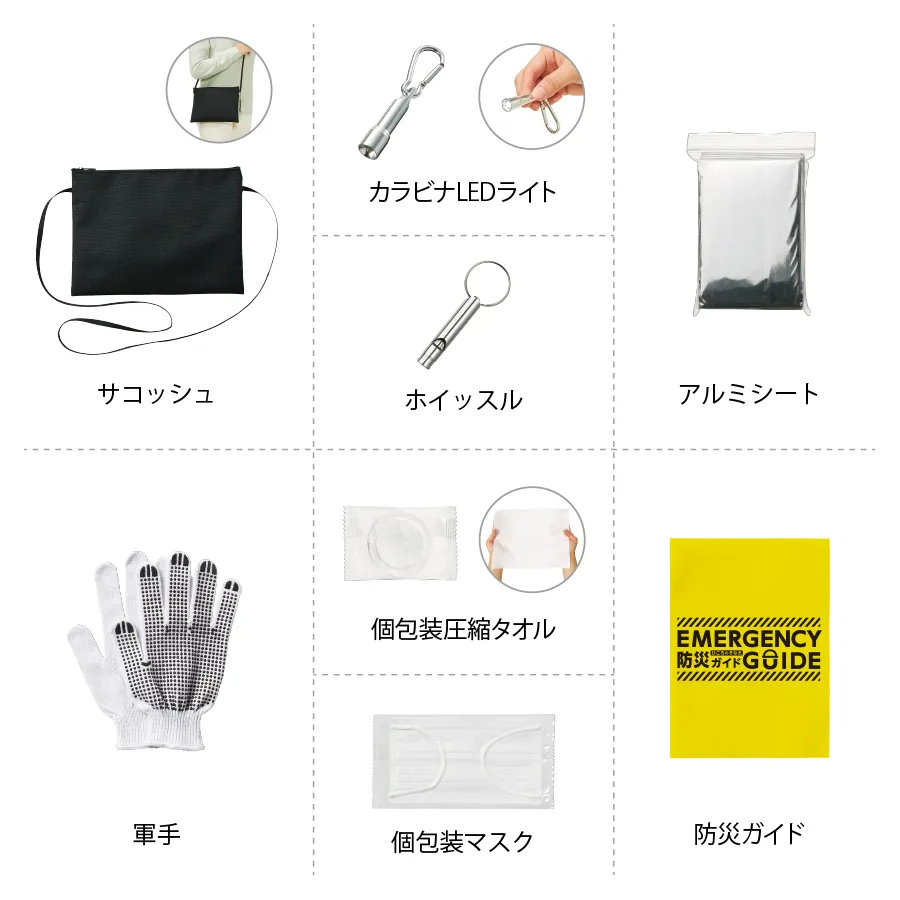 カラビナLEDライト
サコッシュ
ホイッスル
アルミシート
個包装圧縮タオル
EMERGENCY
防災
ガイド
GUIDE
軍手
個包装マスク
防災ガイド